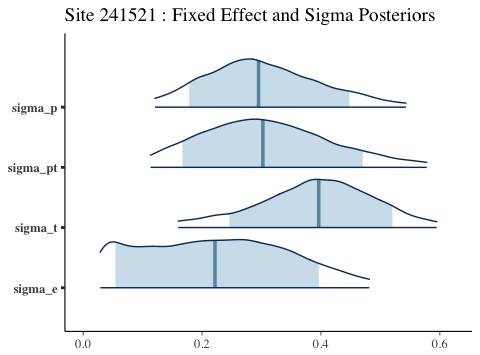 Site 241521 : Fixed Effect and Sigma Posteriors
sigma_p
sigma_pt
sigma_t
sigma_e
0.0 0.2 0.4 0.6